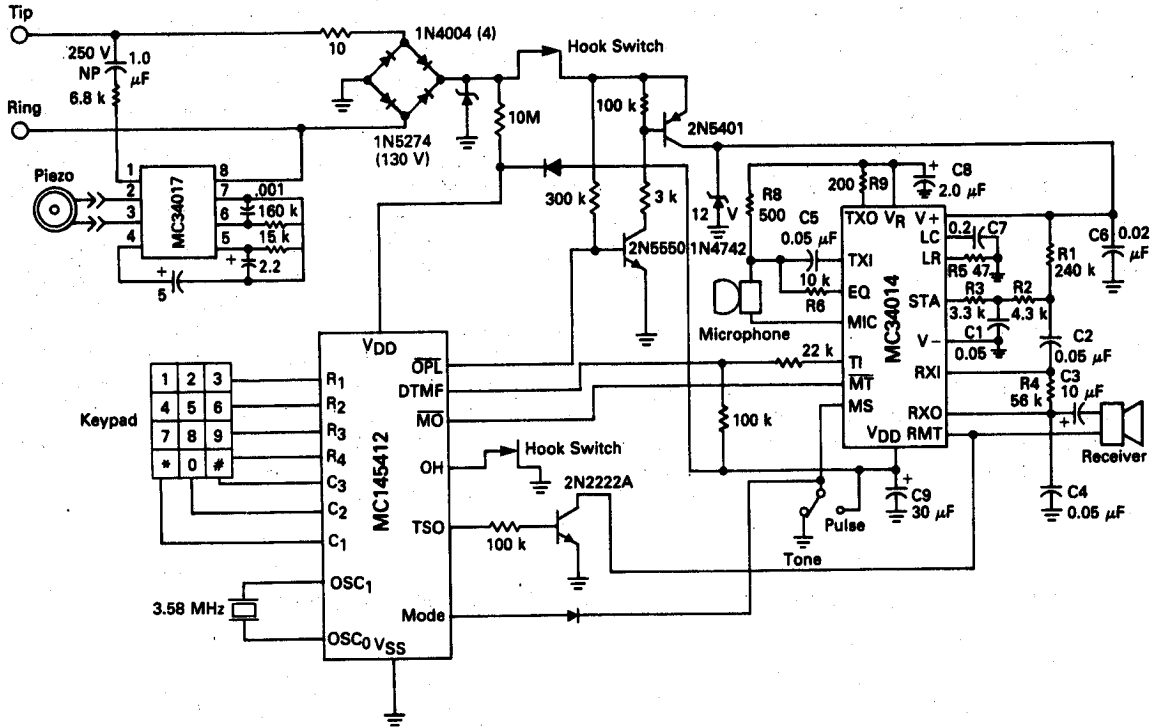 Tip
250 V
NP
1.0
μF
6.8 k
10
1N4004 (4)
Hook Switch
Ring
1N5274
(130 V)
10M
100 k
2N5401
300 k
3 k
12 V
2N5550
1N4742
Piezo
1
2
3
4
MC34017
8
7
6
5
.001
160 k
15 k
+
2.2
+
5
R8
500
200
R9
+
C8
2.0 μF
C5
0.05
μF
10 k
R6
Microphone
TXO
VR
V+
LC
LR
TXI
EQ
STA
MIC
V−
TI
RXI
MT
MS
RXO
VDD
RMT
MC34014
0.2
C7
R5 47
R1
240 k
C6
0.02
μF
R3
3.3 k
R2
4.3 k
C1
0.05
C2
0.05 μF
R4
56 k
C3
10 μF
+
Receiver
C4
0.05 μF
+
C9
30 μF
22 k
100 k
Pulse
Tone
Keypad
1 2 3
4 5 6
7 8 9
* 0 #
VDD
R1
R2
R3
R4
C3
C2
C1
OSC1
OSC0
VSS
OPL
DTMF
MO
OH
TSO
Mode
MC145412
Hook Switch
2N2222A
100 k
3.58 MHz